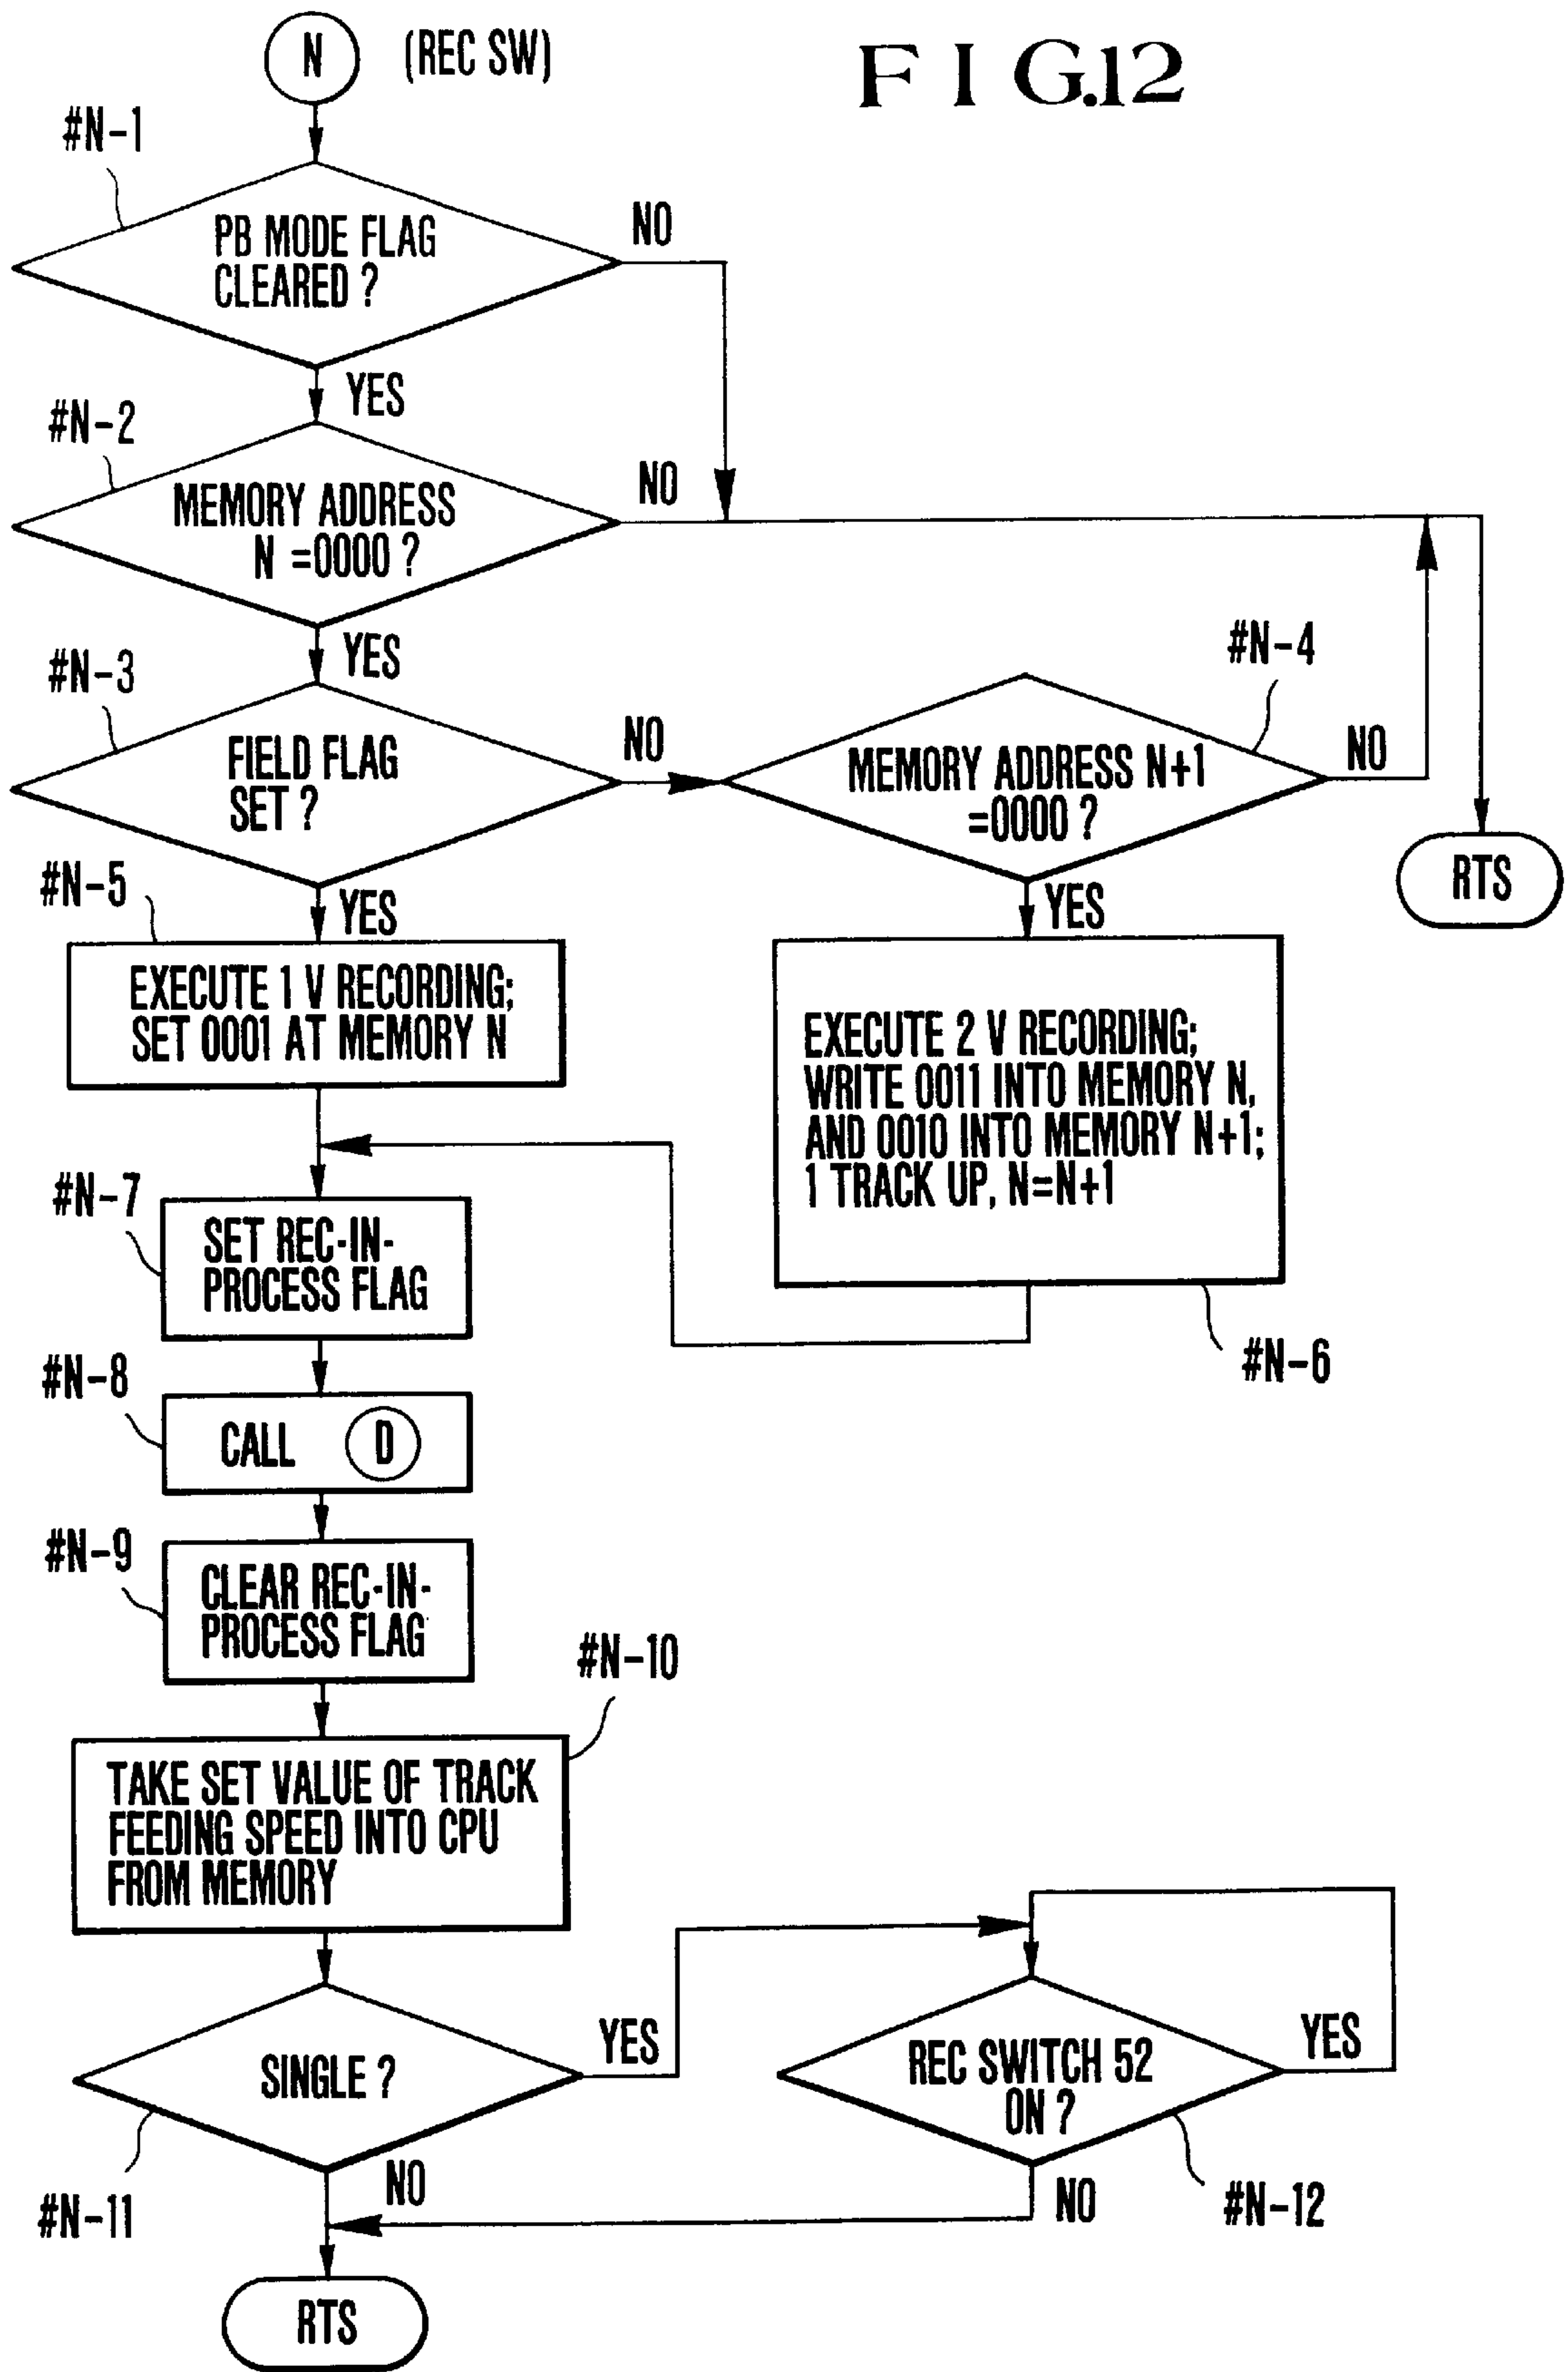 N (REC SW)
FIG.12
#N-1
PB MODE FLAG
CLEARED ?
NO
YES
#N-2
MEMORY ADDRESS
N =0000 ?
NO
YES
#N-3
FIELD FLAG
SET ?
NO
#N-4
MEMORY ADDRESS N+1
=0000 ?
NO
RTS
YES
YES
#N-5
EXECUTE 1 V RECORDING;
SET 0001 AT MEMORY N
EXECUTE 2 V RECORDING;
WRITE 0011 INTO MEMORY N,
AND 0010 INTO MEMORY N+1;
1 TRACK UP, N=N+1
#N-6
#N-7
SET REC-IN-
PROCESS FLAG
#N-8
CALL D
#N-9
CLEAR REC-IN-
PROCESS FLAG
#N-10
TAKE SET VALUE OF TRACK
FEEDING SPEED INTO CPU
FROM MEMORY
SINGLE ?
YES
#N-11
NO
REC SWITCH 52
ON ?
YES
NO
#N-12
RTS